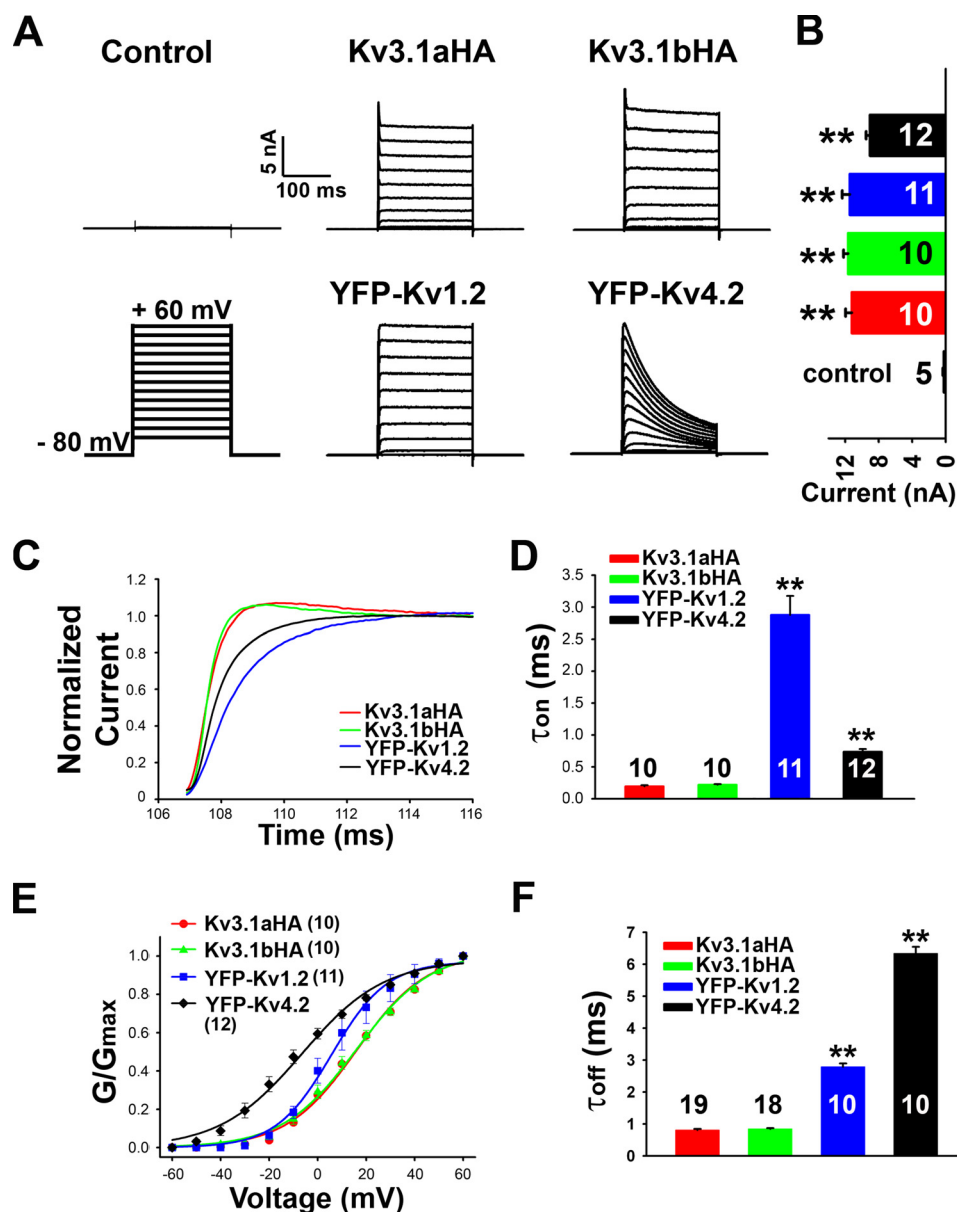 A
Control
Kv3.1aHA
Kv3.1bHA
5 nA
100 ms
+ 60 mV
- 80 mV
YFP-Kv1.2
YFP-Kv4.2
B
** 12
** 11
** 10
** 10
control 5
12 8 4 0
Current (nA)
C
Normalized
Current
1.2
1.0
0.8
0.6
0.4
0.2
0
106 108 110 112 114 116
Time (ms)
Kv3.1aHA
Kv3.1bHA
YFP-Kv1.2
YFP-Kv4.2
D
Kv3.1aHA
Kv3.1bHA
YFP-Kv1.2
YFP-Kv4.2
τon (ms)
3.5
3.0
2.5
2.0
1.5
1.0
0.5
0.0
**
**
10 10 11 12
E
Kv3.1aHA (10)
Kv3.1bHA (10)
YFP-Kv1.2 (11)
YFP-Kv4.2
(12)
G/Gmax
1.0
0.8
0.6
0.4
0.2
0.0
-60 -40 -20 0 20 40 60
Voltage (mV)
F
Kv3.1aHA
Kv3.1bHA
YFP-Kv1.2
YFP-Kv4.2
τoff (ms)
7
6
5
4
3
2
1
0
**
**
19 18 10 10